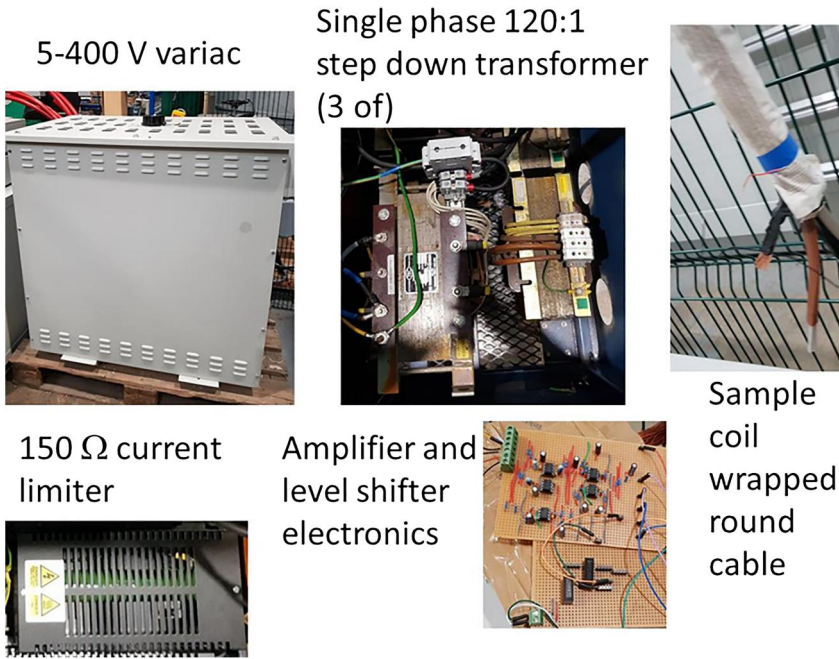 5-400 V variac
Single phase 120:1
step down transformer
(3 of)
150 Ω current
limiter
Amplifier and
level shifter
electronics
Sample
coil
wrapped
round
cable